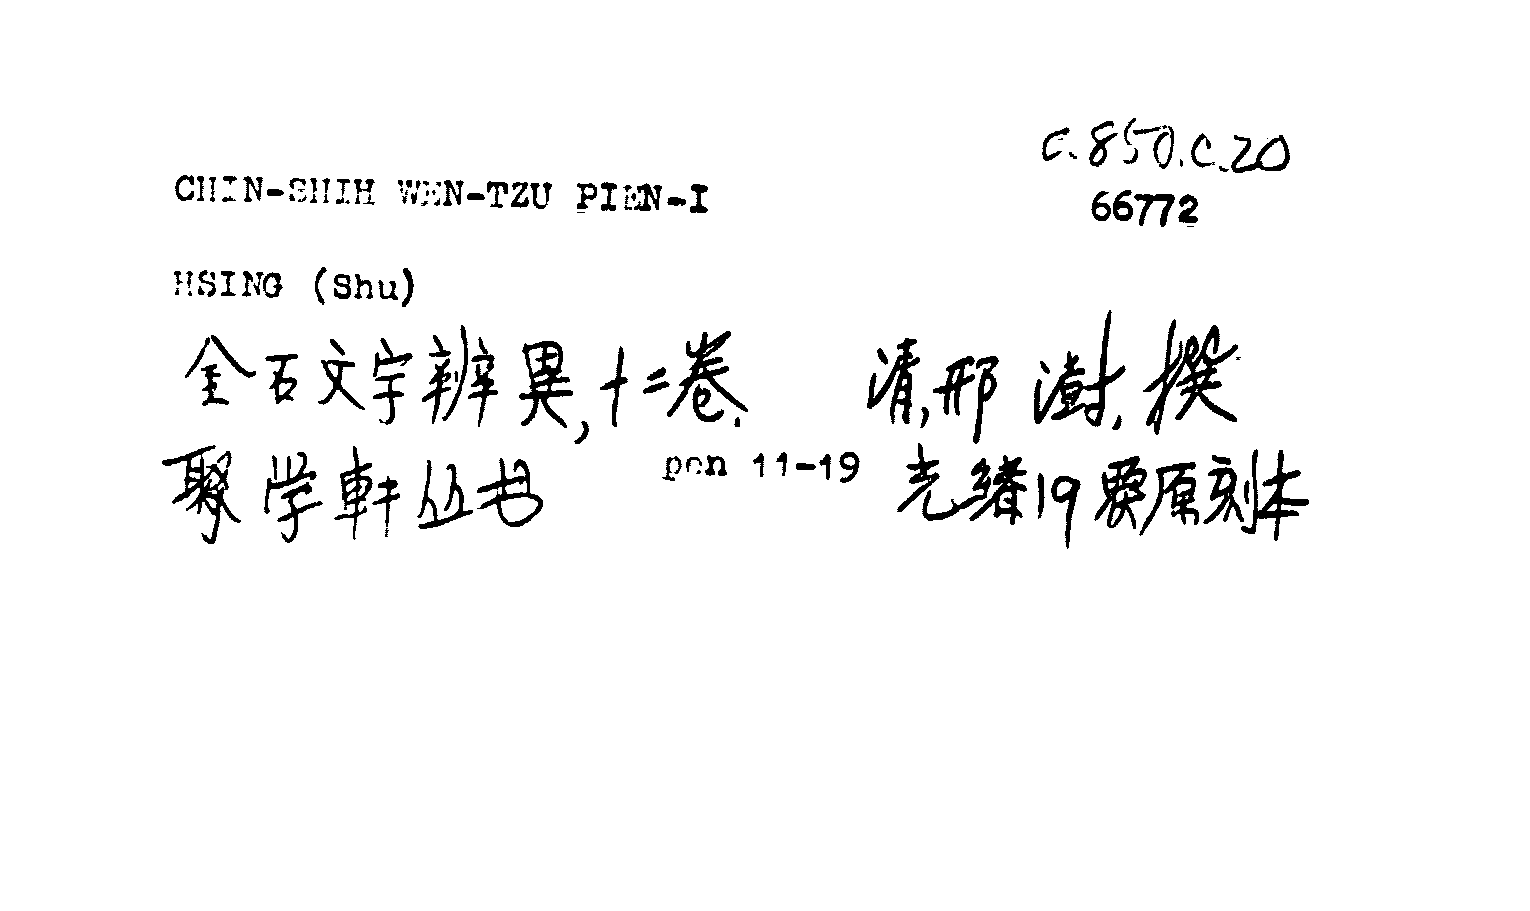 C.850.C.20
CHIN-SHIH WEN-TZU PIEN-I 66772
HSING (Shu)
金石文字辨異,十二卷. 清,邢澍,撰
聚学軒丛书 pen 11-19 光緒19 原刻本